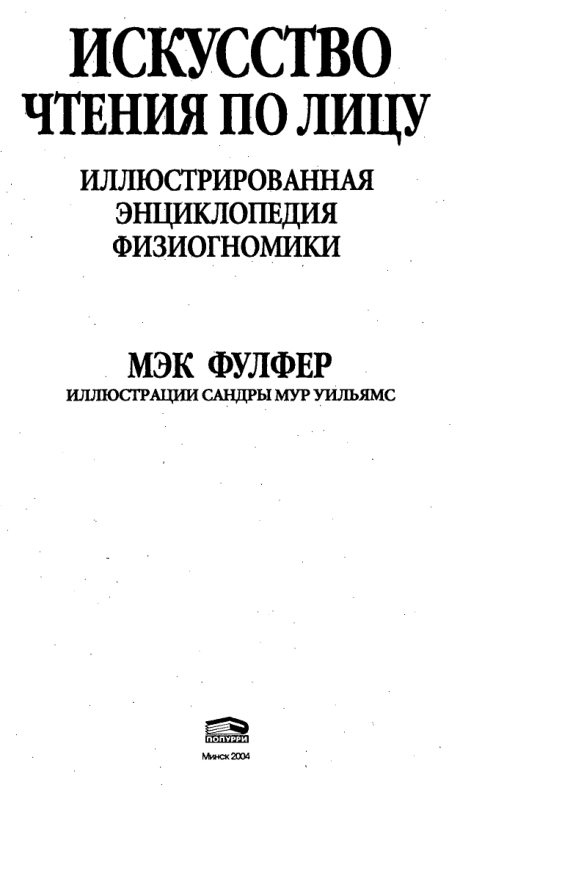 ИСКУССТВО
ЧТЕНИЯ ПО ЛИЦУ
ИЛЛЮСТРИРОВАННАЯ
ЭНЦИКЛОПЕДИЯ
ФИЗИОГНОМИКИ
МЭК ФУЛФЕР
ИЛЛЮСТРАЦИИ САНДРЫ МУР УИЛЬЯМС
ПОПУРРИ
Минск 2004